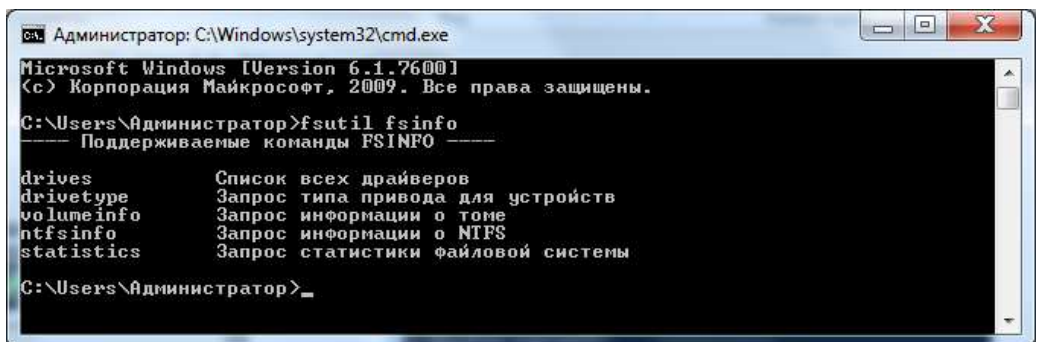 Администратор: C:\Windows\system32\cmd.exe
Microsoft Windows [Version 6.1.7600]
(c) Корпорация Майкрософт, 2009. Все права защищены.
C:\Users\Администратор>fsutil fsinfo
---- Поддерживаемые команды FSINFO ----
drives Список всех драйверов
drivetype Запрос типа привода для устройств
volumeinfo Запрос информации о томе
ntfsinfo Запрос информации о NTFS
statistics Запрос статистики файловой системы
C:\Users\Администратор>_